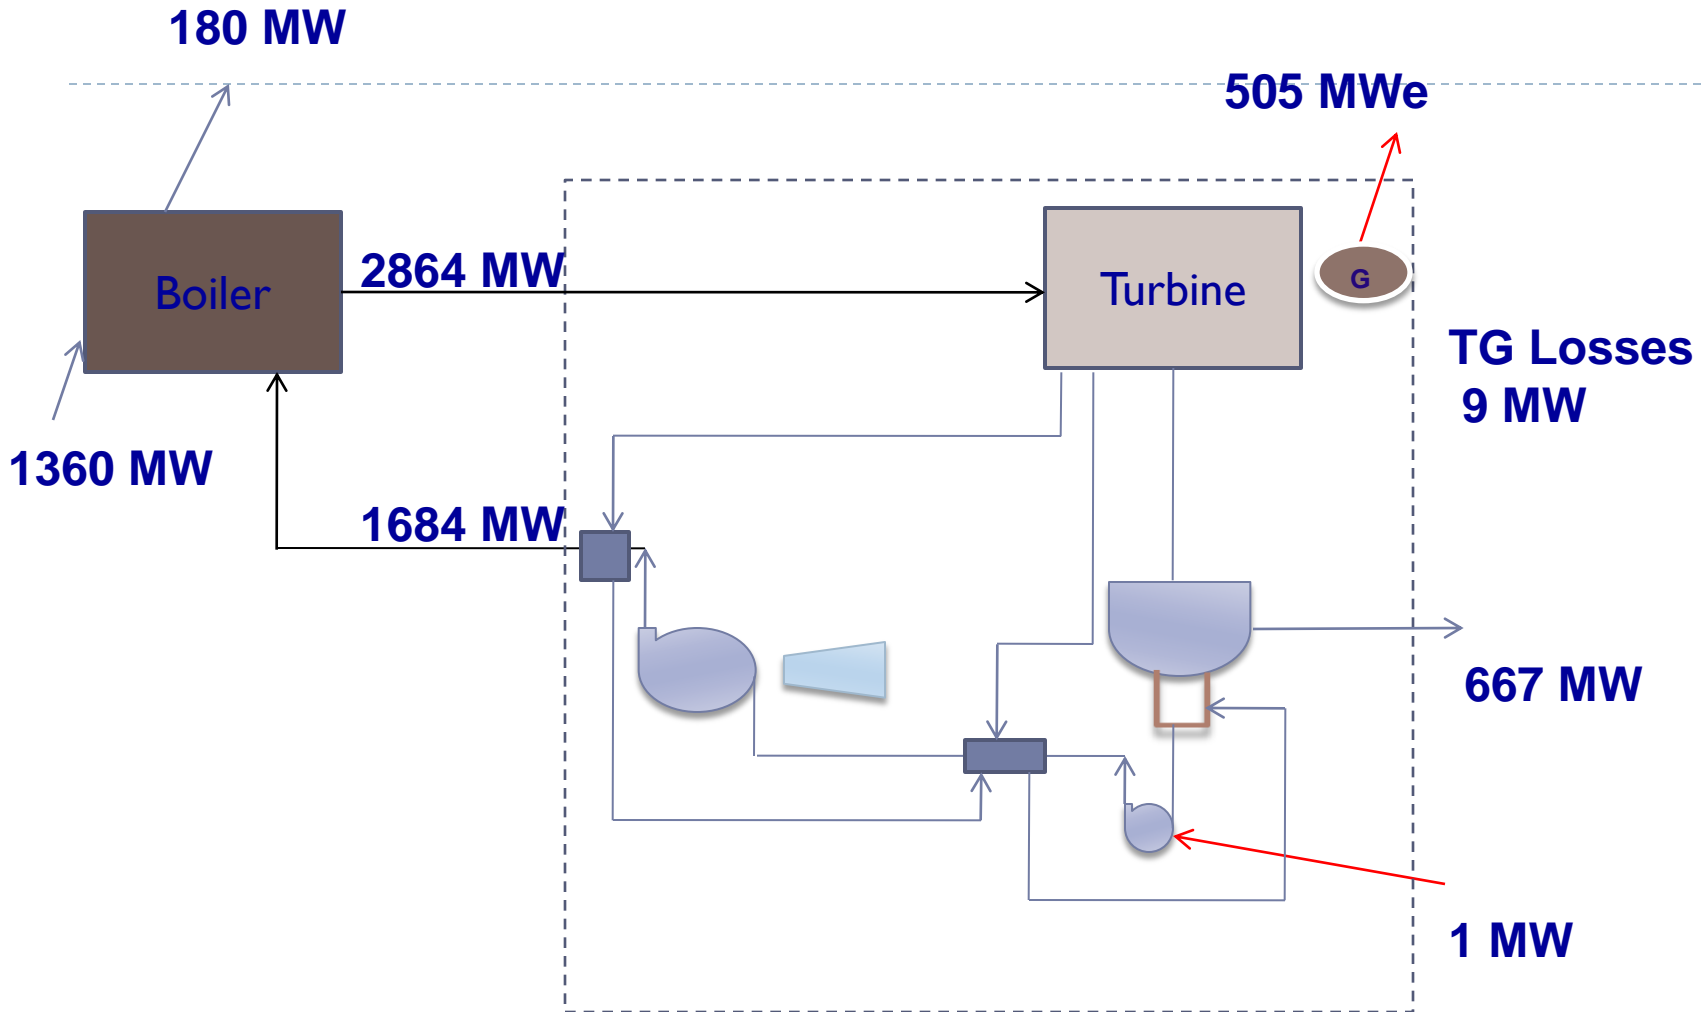 180 MW
505 MWe
Boiler
2864 MW
Turbine
G
TG Losses
9 MW
1360 MW
1684 MW
667 MW
1 MW